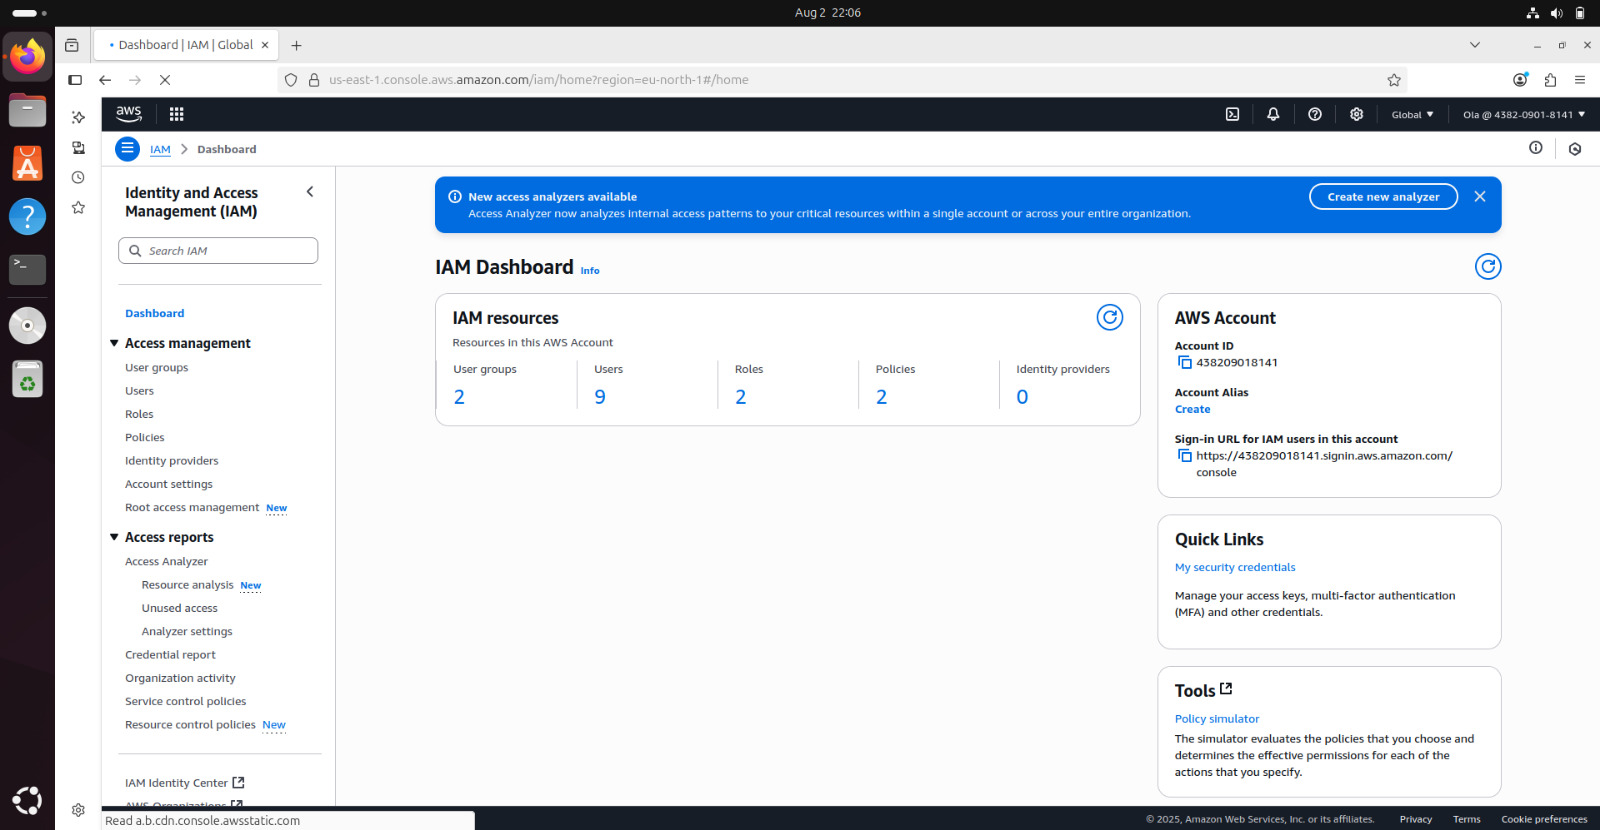 Aug 2 22:06
Dashboard | IAM | Global
us-east-1.console.aws.amazon.com/iam/home?region=eu-north-1#/home
aws
Global
Ola @ 4382-0901-8141
IAM
Dashboard
Identity and Access
Management (IAM)
Search IAM
Dashboard
Access management
User groups
Users
Roles
Policies
Identity providers
Account settings
Root access management New
Access reports
Access Analyzer
Resource analysis New
Unused access
Analyzer settings
Credential report
Organization activity
Service control policies
Resource control policies New
IAM Identity Center
AWS Organizations
Read a.b.cdn.console.awsstatic.com
New access analyzers available
Access Analyzer now analyzes internal access patterns to your critical resources within a single account or across your entire organization.
Create new analyzer
IAM Dashboard Info
IAM resources
Resources in this AWS Account
User groups
2
Users
9
Roles
2
Policies
2
Identity providers
0
AWS Account
Account ID
438209018141
Account Alias
Create
Sign-in URL for IAM users in this account
https://438209018141.signin.aws.amazon.com/
console
Quick Links
My security credentials
Manage your access keys, multi-factor authentication
(MFA) and other credentials.
Tools
Policy simulator
The simulator evaluates the policies that you choose and
determines the effective permissions for each of the
actions that you specify.
© 2025, Amazon Web Services, Inc. or its affiliates.
Privacy
Terms
Cookie preferences